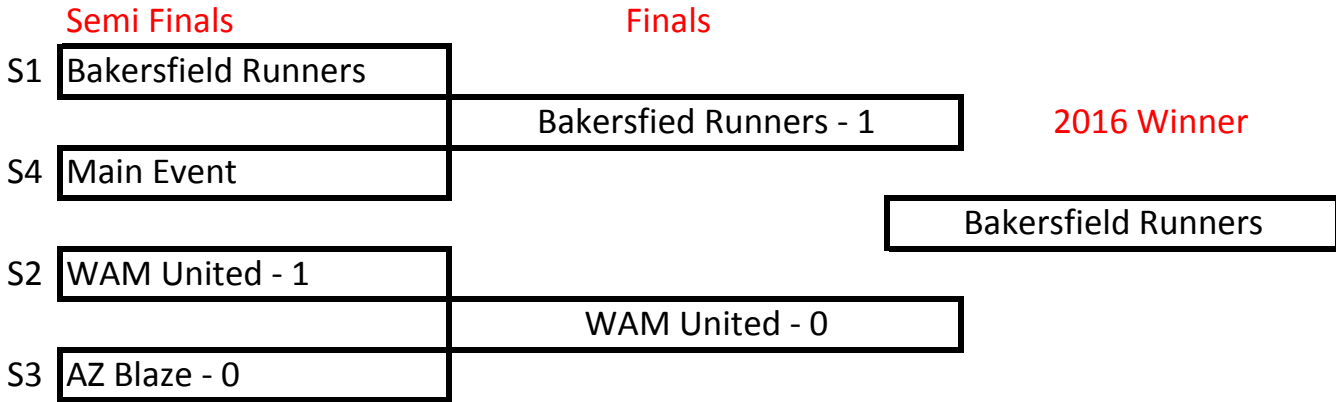 Semi Finals Finals
S1 Bakersfield Runners
Bakersfied Runners - 1 2016 Winner
S4 Main Event
Bakersfield Runners
S2 WAM United - 1
WAM United - 0
S3 AZ Blaze - 0